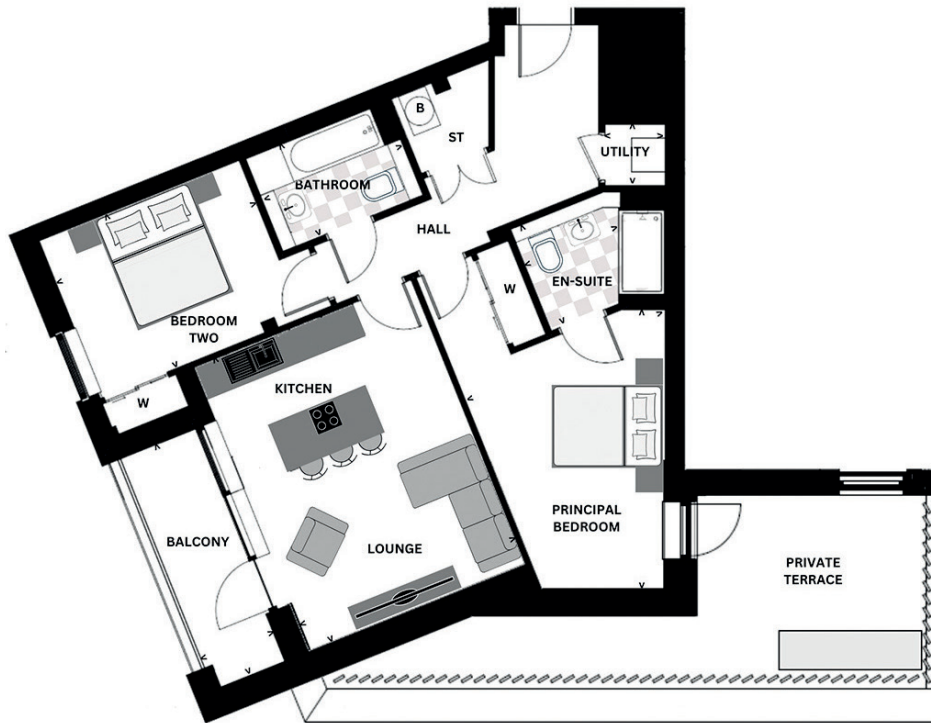 B
ST
UTILITY
BATHROOM
HALL
W
EN-SUITE
BEDROOM
TWO
KITCHEN
W
BALCONY
LOUNGE
PRINCIPAL
BEDROOM
PRIVATE
TERRACE